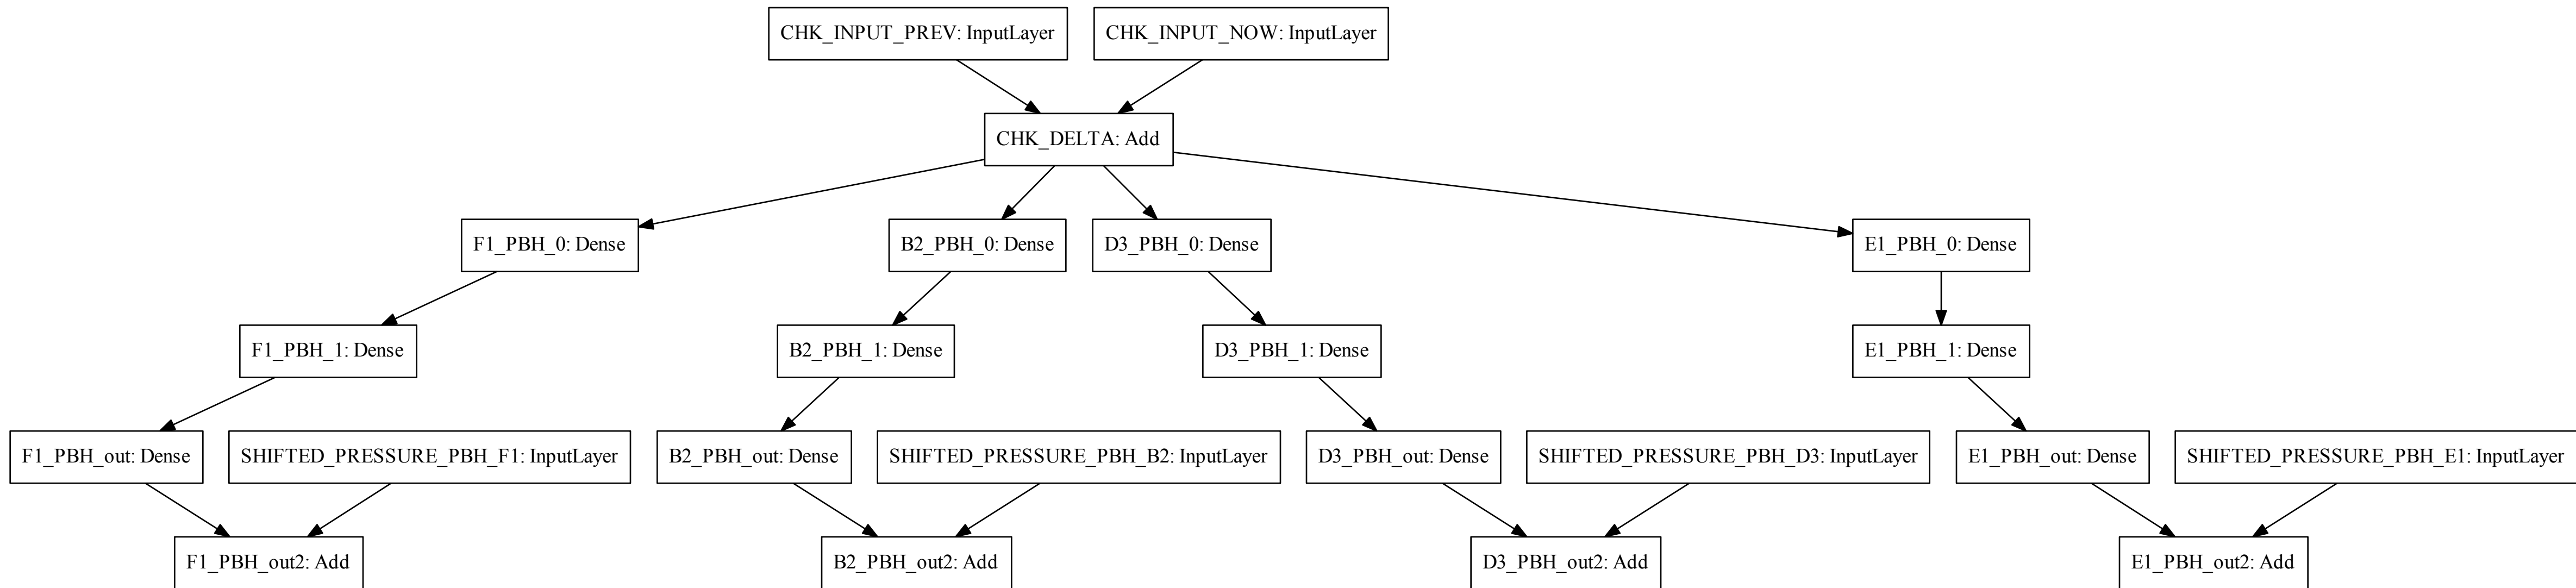 CHK_INPUT_PREV: InputLayer
CHK_INPUT_NOW: InputLayer
CHK_DELTA: Add
F1_PBH_0: Dense
B2_PBH_0: Dense
D3_PBH_0: Dense
E1_PBH_0: Dense
F1_PBH_1: Dense
B2_PBH_1: Dense
D3_PBH_1: Dense
E1_PBH_1: Dense
F1_PBH_out: Dense
SHIFTED_PRESSURE_PBH_F1: InputLayer
B2_PBH_out: Dense
SHIFTED_PRESSURE_PBH_B2: InputLayer
D3_PBH_out: Dense
SHIFTED_PRESSURE_PBH_D3: InputLayer
E1_PBH_out: Dense
SHIFTED_PRESSURE_PBH_E1: InputLayer
F1_PBH_out2: Add
B2_PBH_out2: Add
D3_PBH_out2: Add
E1_PBH_out2: Add